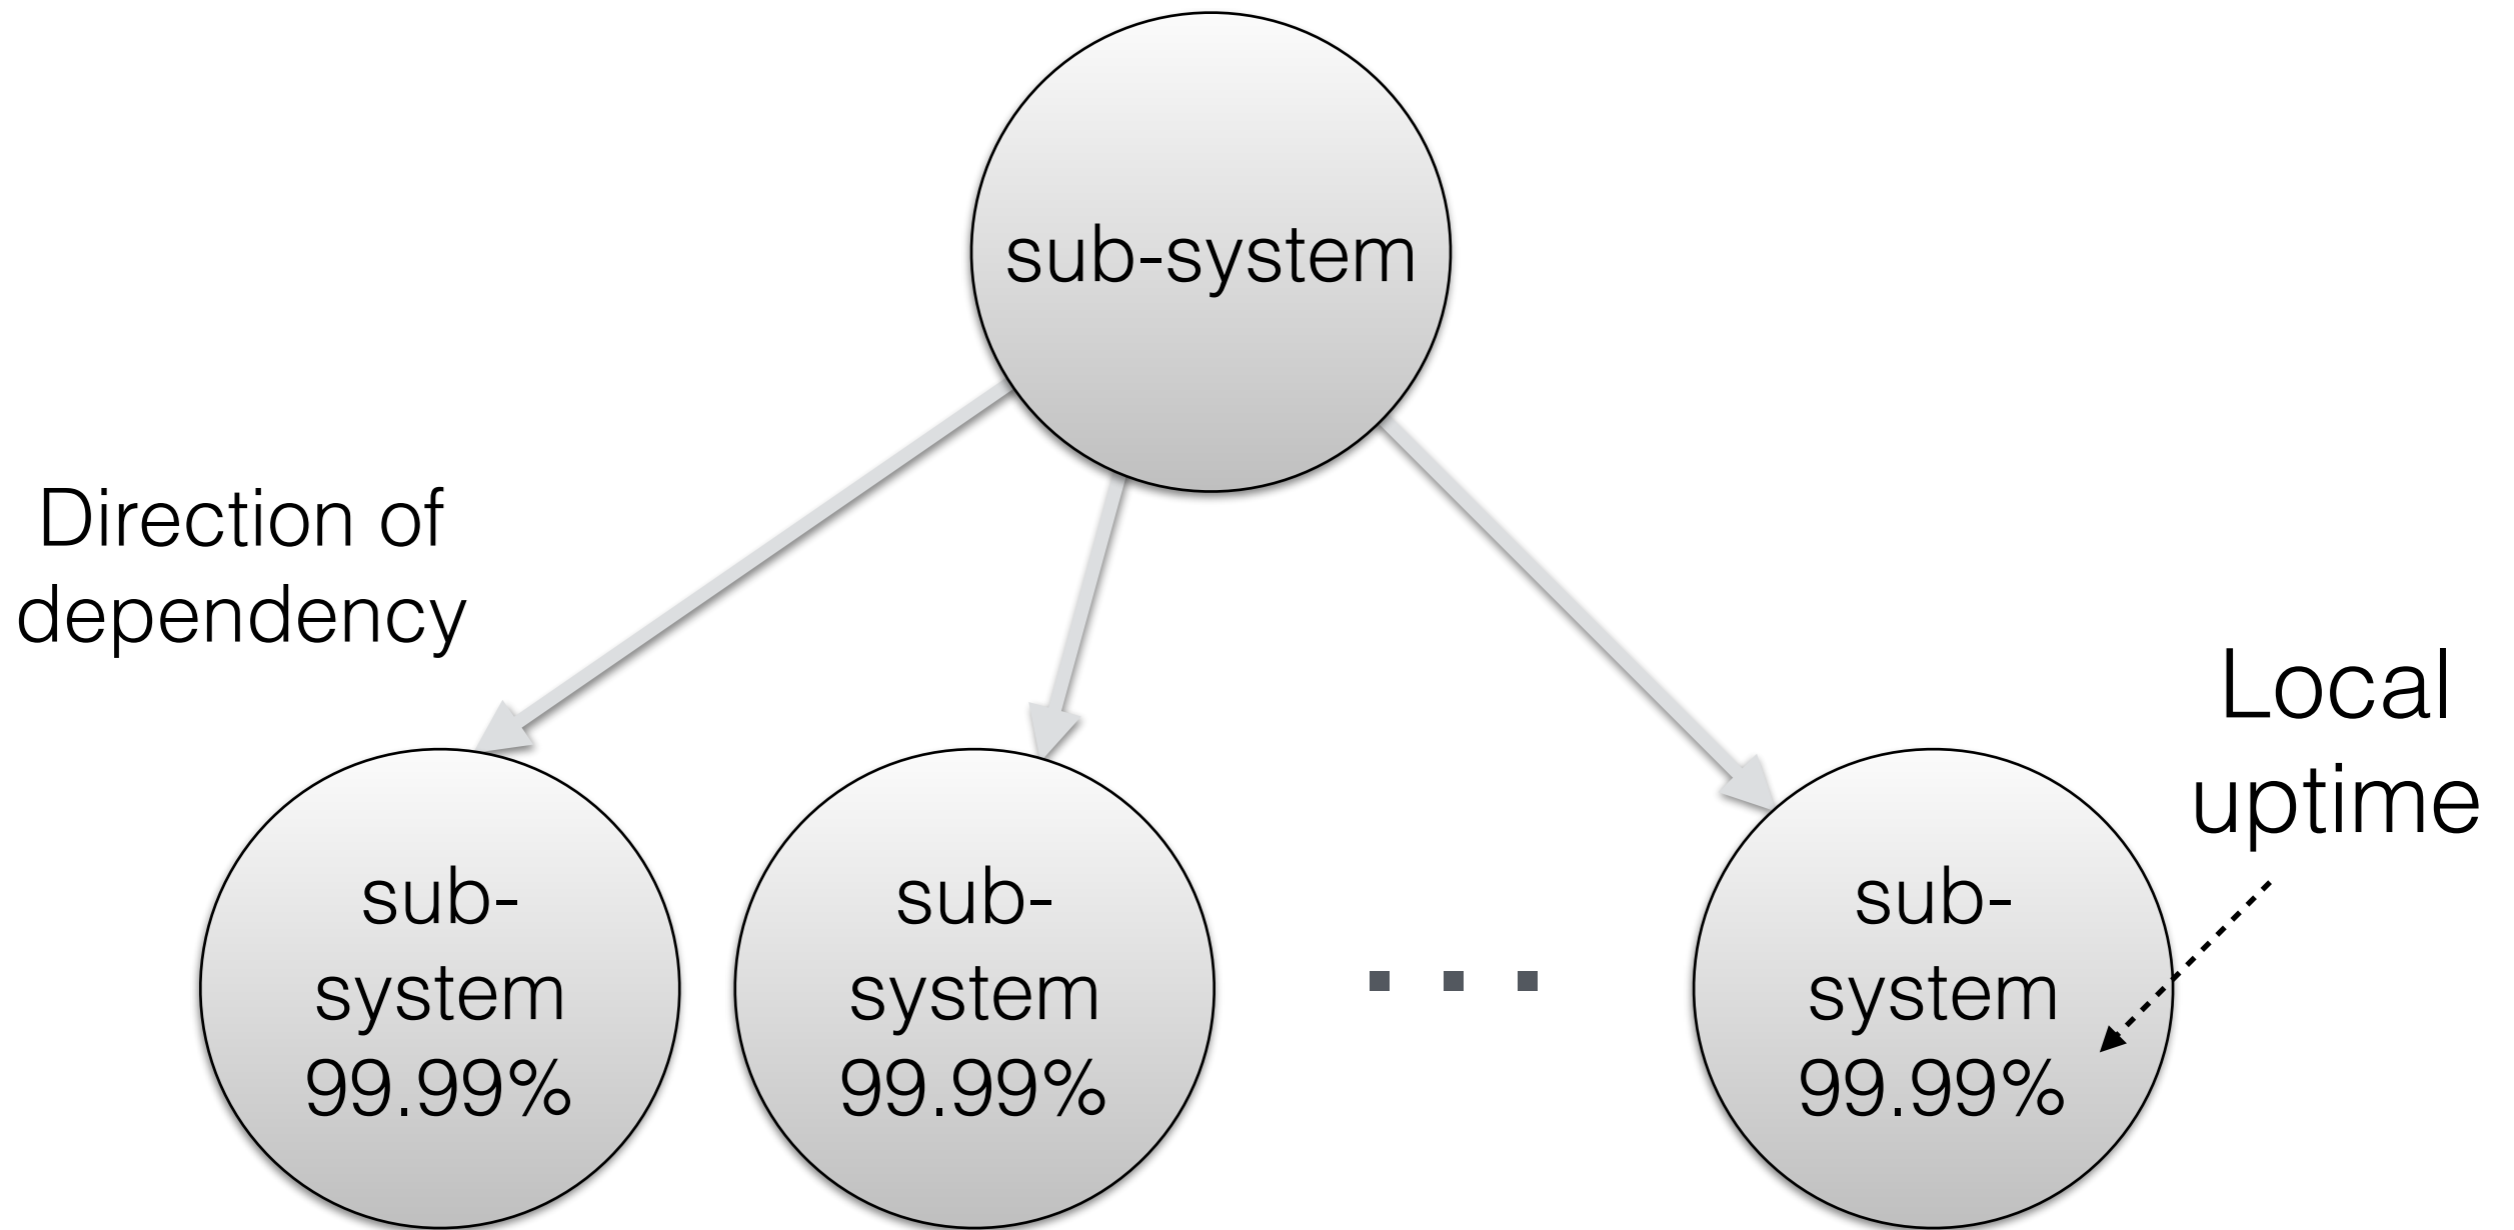 sub-system
Direction of
dependency
Local
uptime
sub-
system
99.99%
sub-
system
99.99%
...
sub-
system
99.99%